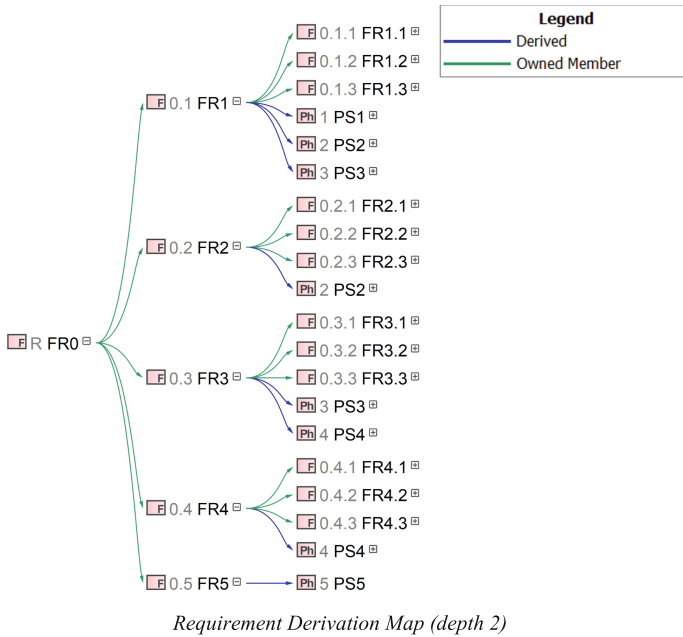 Legend
Derived
Owned Member
F 0.1.1 FR1.1
F 0.1.2 FR1.2
F 0.1.3 FR1.3
F 0.1 FR1
Ph 1 PS1
Ph 2 PS2
Ph 3 PS3
F 0.2.1 FR2.1
F 0.2.2 FR2.2
F 0.2 FR2
F 0.2.3 FR2.3
Ph 2 PS2
F 0.3.1 FR3.1
F R FR0
F 0.3.2 FR3.2
F 0.3 FR3
F 0.3.3 FR3.3
Ph 3 PS3
Ph 4 PS4
F 0.4.1 FR4.1
F 0.4.2 FR4.2
F 0.4 FR4
F 0.4.3 FR4.3
Ph 4 PS4
F 0.5 FR5
Ph 5 PS5
Requirement Derivation Map (depth 2)